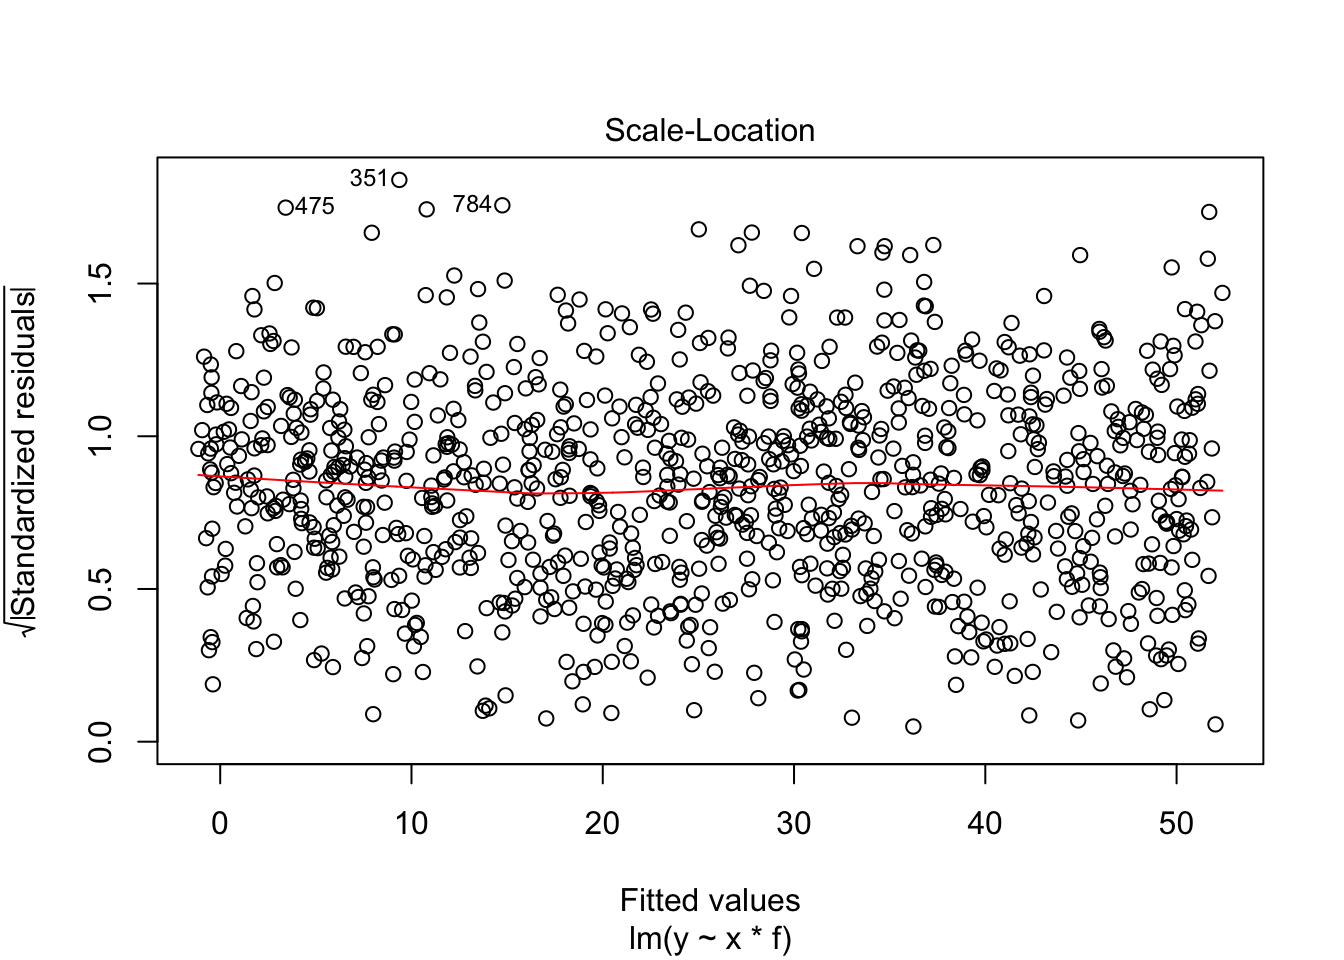 Scale-Location
√|Standardized residuals|
1.5
1.0
0.5
0.0
351
475
784
0 10 20 30 40 50
Fitted values
lm(y ~ x * f)